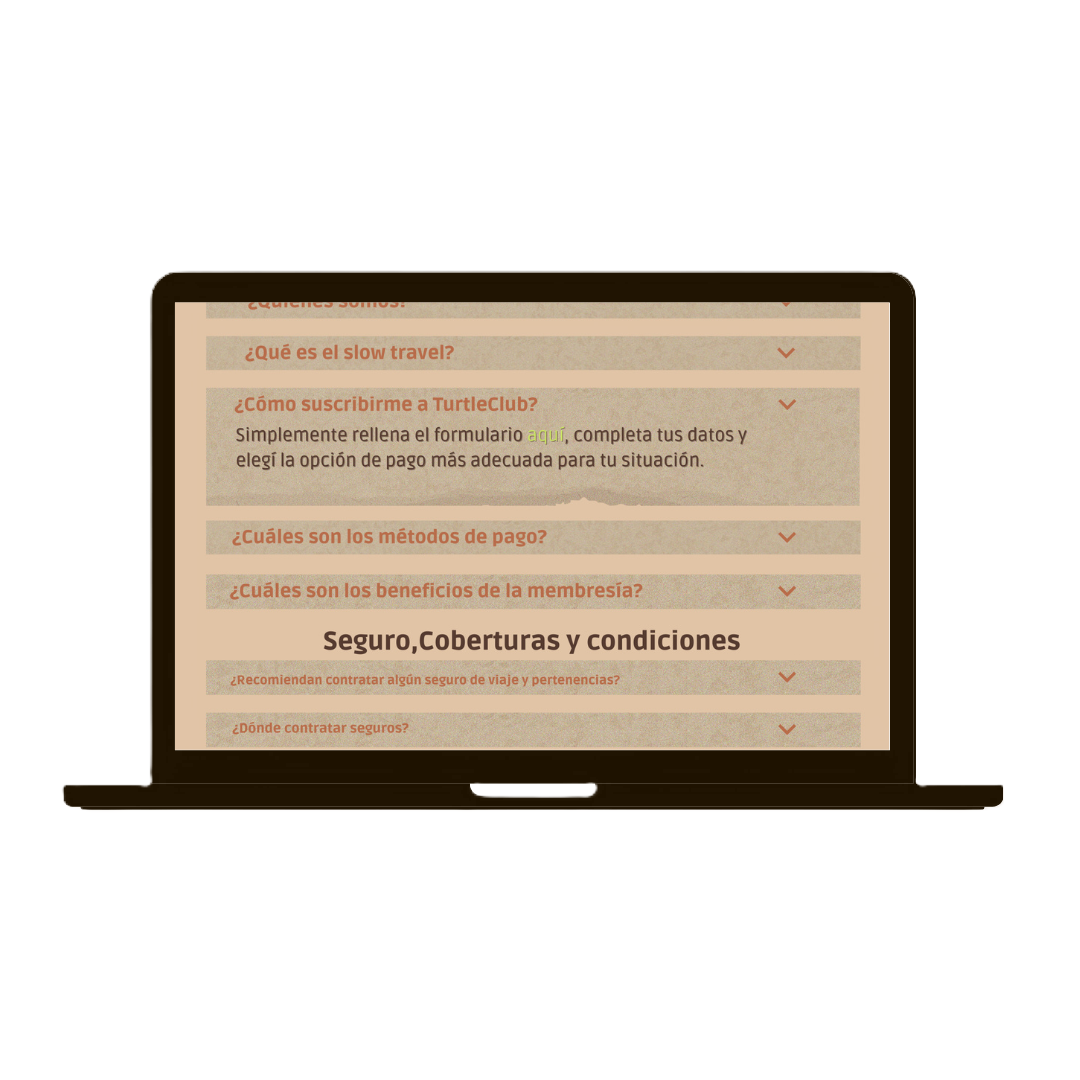 ¿Quiénes somos?
¿Qué es el slow travel?
¿Cómo suscribirme a TurtleClub?
Simplemente rellena el formulario aquí, completa tus datos y
elegí la opción de pago más adecuada para tu situación.
¿Cuáles son los métodos de pago?
¿Cuáles son los beneficios de la membresía?
Seguro,Coberturas y condiciones
¿Recomiendan contratar algún seguro de viaje y pertenencias?
¿Dónde contratar seguros?